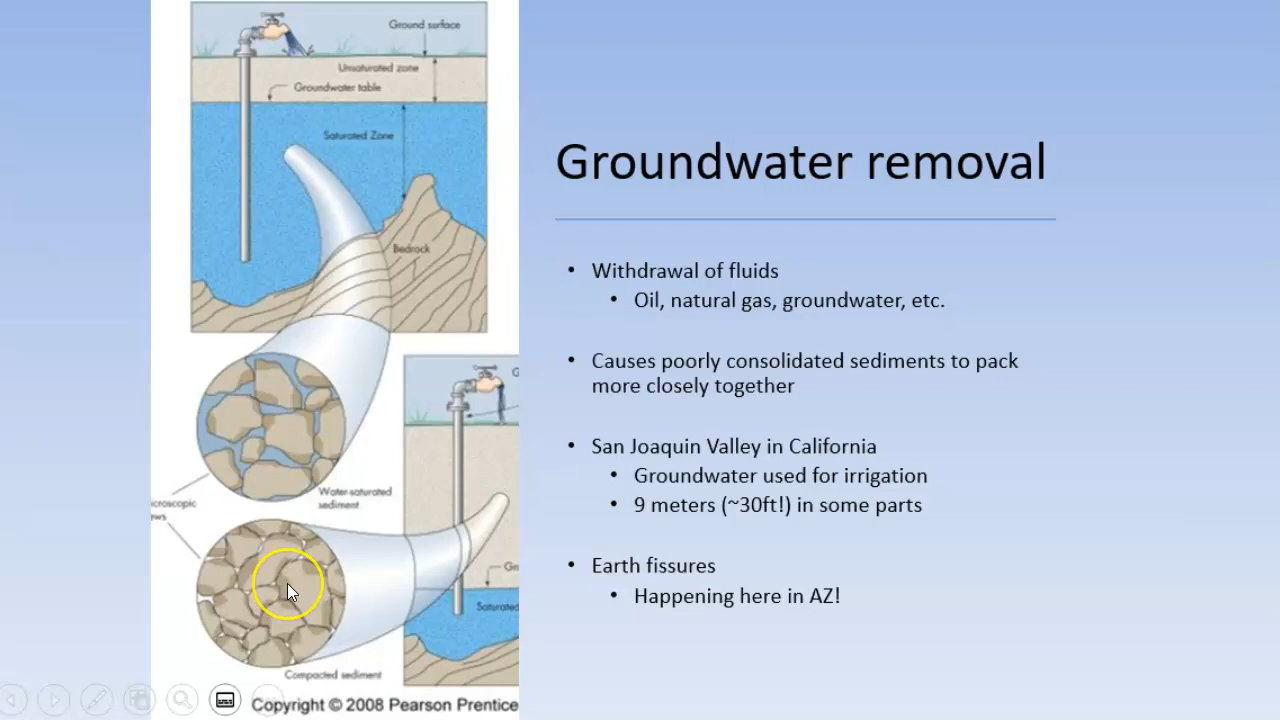 Ground surface
Unsaturated zone
Groundwater table
Saturated Zone
Bedrock
Water-saturated
sediment
Compacted sediment
Saturated
Copyright © 2008 Pearson Prentice
Groundwater removal
• Withdrawal of fluids
• Oil, natural gas, groundwater, etc.
• Causes poorly consolidated sediments to pack
more closely together
• San Joaquin Valley in California
• Groundwater used for irrigation
• 9 meters (~30ft!) in some parts
• Earth fissures
• Happening here in AZ!